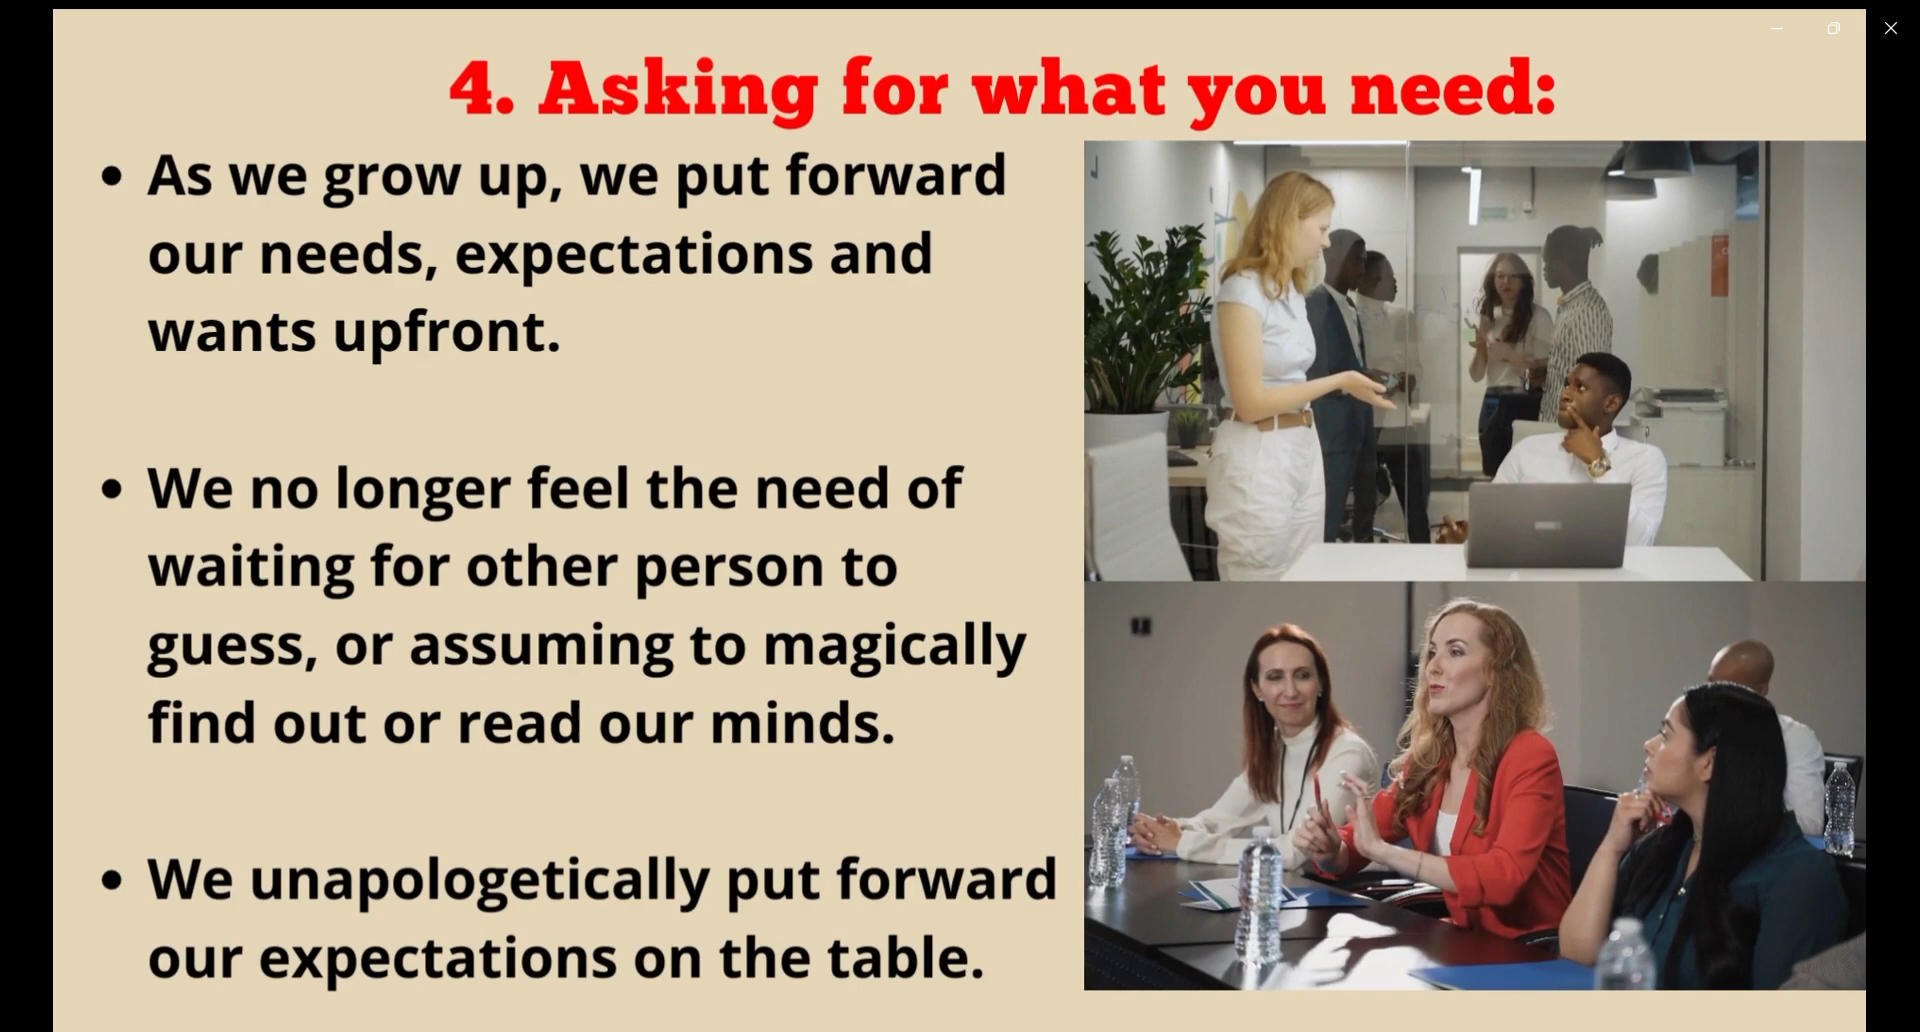 4. Asking for what you need:
• As we grow up, we put forward
our needs, expectations and
wants upfront.
• We no longer feel the need of
waiting for other person to
guess, or assuming to magically
find out or read our minds.
• We unapologetically put forward
our expectations on the table.